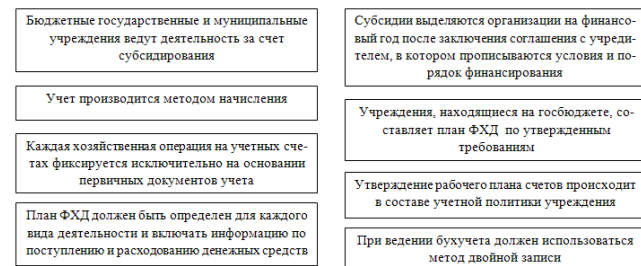 Бюджетные государственные и муниципальные
учреждения ведут деятельность за счет
субсидирования
Учет производится методом начисления
Каждая хозяйственная операция на учетных сче-
тах фиксируется исключительно на основании
первичных документов учета
План ФХД должен быть определен для каждого
вида деятельности и включать информацию по
поступлению и расходованию денежных средств
Субсидии выделяются организации на финансо-
вый год после заключения соглашения с учреди-
телем, в котором прописываются условия и по-
рядок финансирования
Учреждения, находящиеся на госбюджете, со-
ставляет план ФХД по утвержденным
требованиям
Утверждение рабочего плана счетов происходит
в составе учетной политики учреждения
При ведении бухучета должен использоваться
метод двойной записи